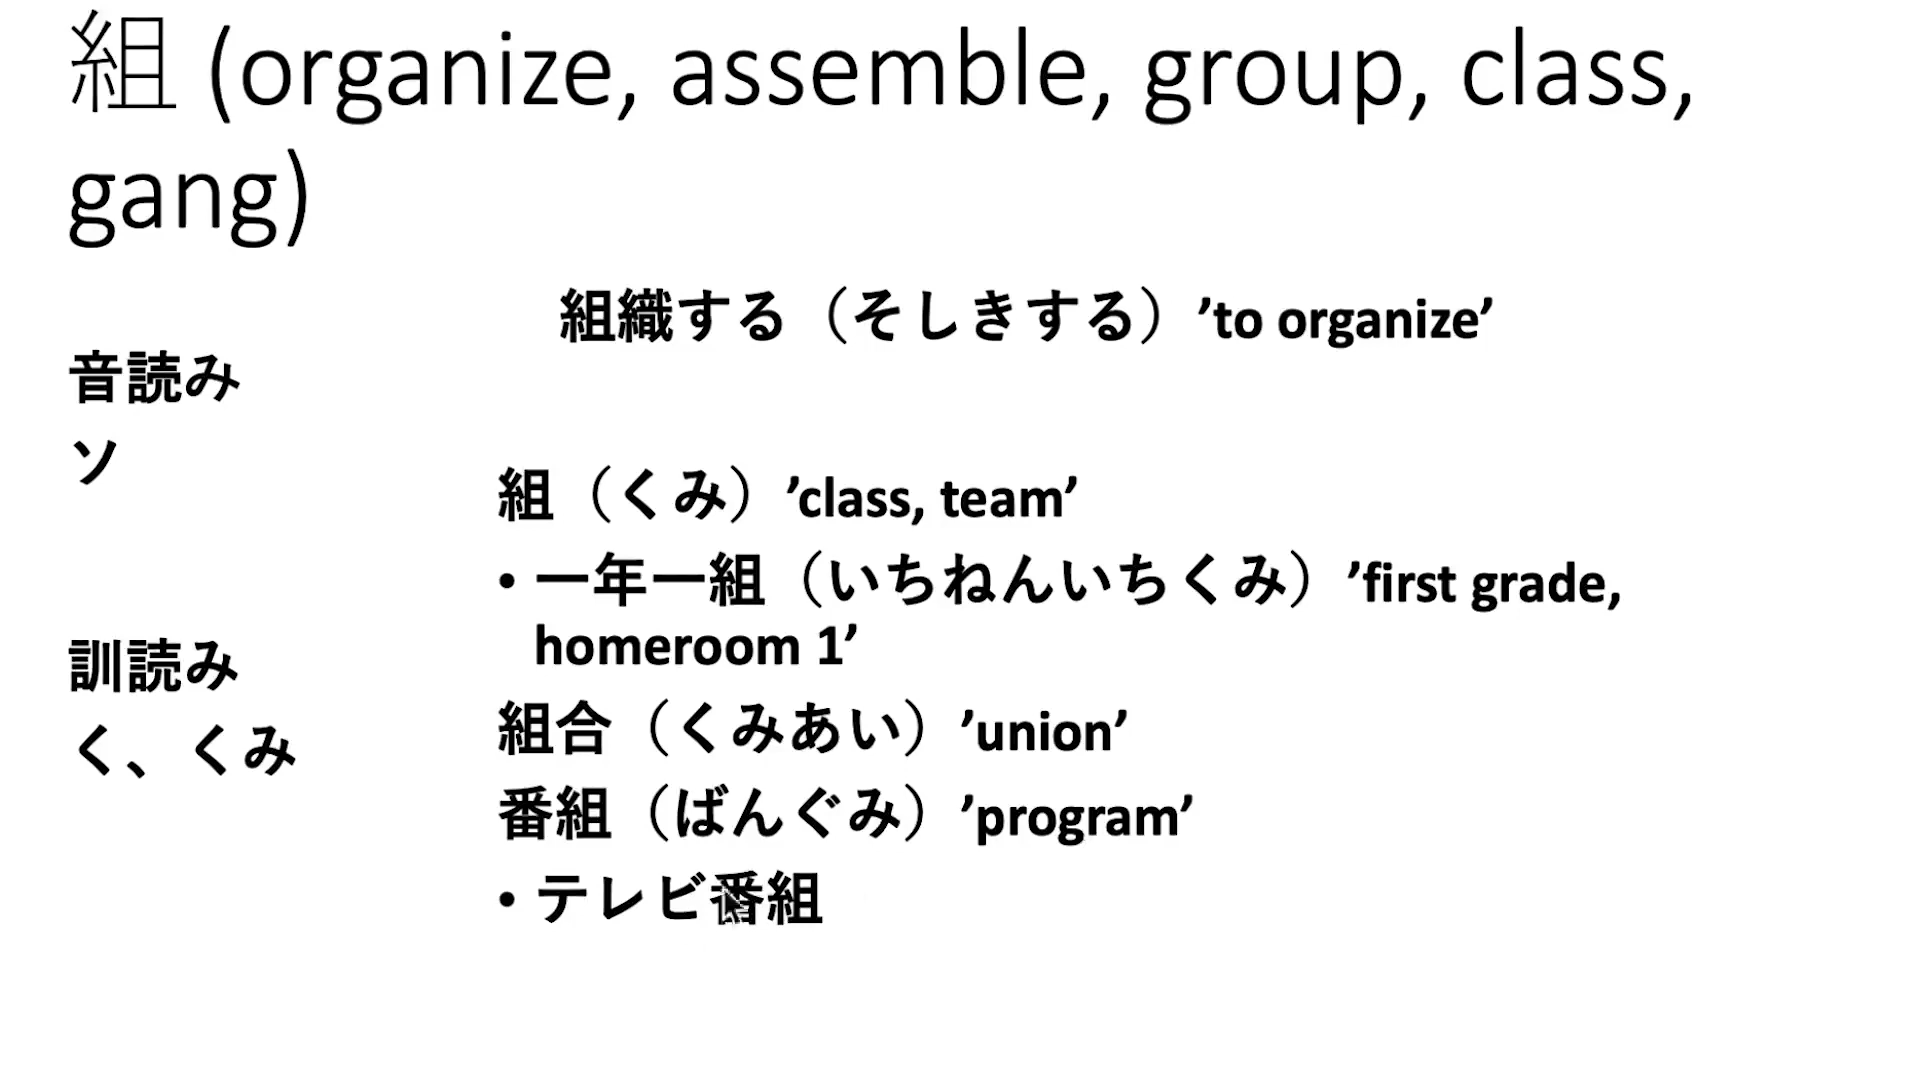 組 (organize, assemble, group, class,
gang)
組織する（そしきする）’to organize’
音読み
ソ
組（くみ）’class, team’
• 一年一組（いちねんいちくみ）’first grade,
homeroom 1’
訓読み
く、くみ
組合（くみあい）’union’
番組（ばんぐみ）’program’
• テレビ番組